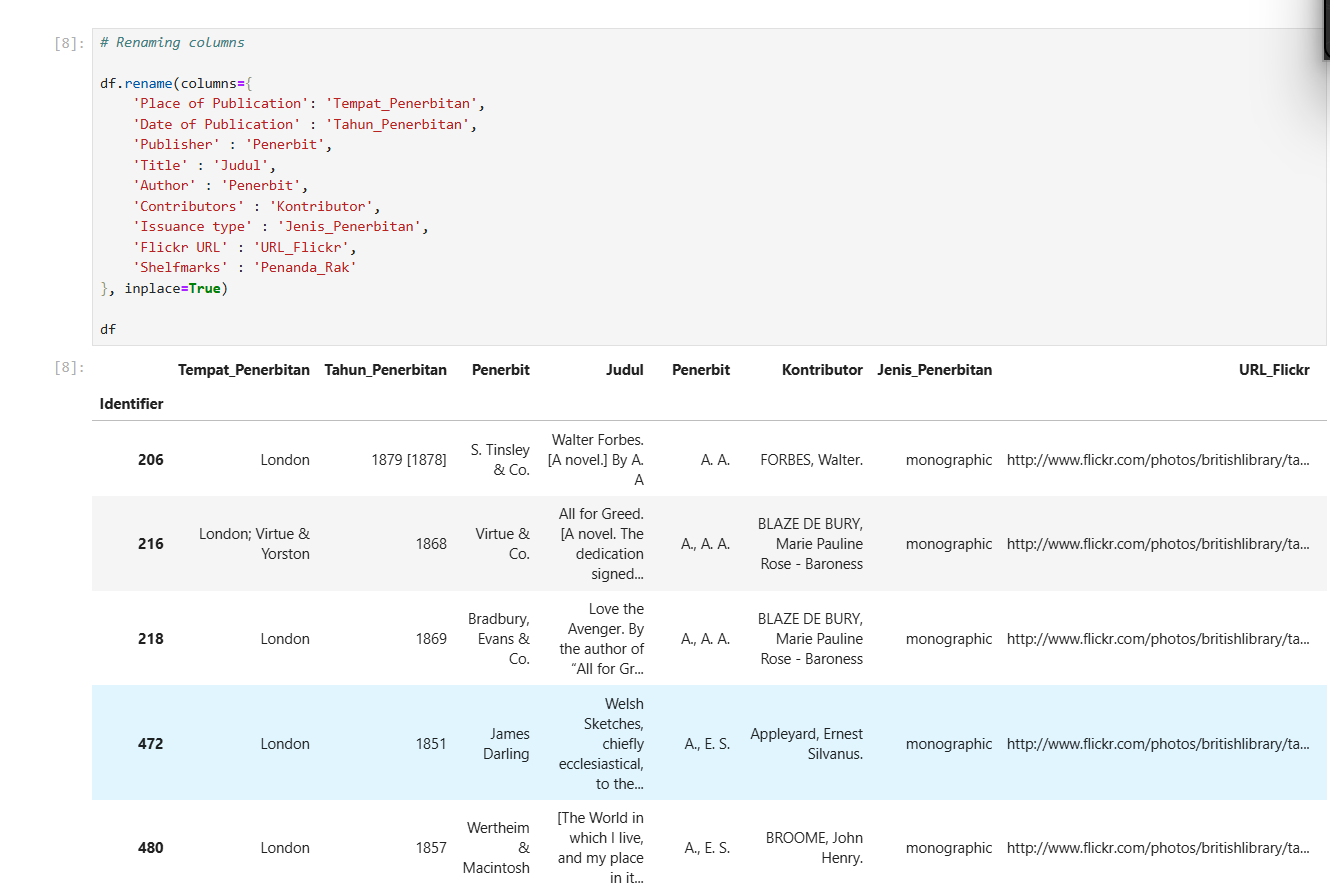 [8]: # Renaming columns
df.rename(columns={
'Place of Publication': 'Tempat_Penerbitan',
'Date of Publication' : 'Tahun_Penerbitan',
'Publisher' : 'Penerbit',
'Title' : 'Judul',
'Author' : 'Penerbit',
'Contributors' : 'Kontributor',
'Issuance type' : 'Jenis_Penerbitan',
'Flickr URL' : 'URL_Flickr',
'Shelfmarks' : 'Penanda_Rak'
}, inplace=True)
df
[8]: Tempat_Penerbitan Tahun_Penerbitan Penerbit Judul Penerbit Kontributor Jenis_Penerbitan URL_Flickr
Identifier
206 London 1879 [1878] S. Tinsley & Co. Walter Forbes. [A novel.] By A. A A. A. FORBES, Walter. monographic http://www.flickr.com/photos/britishlibrary/ta...
216 London; Virtue & Yorston 1868 Virtue & Co. All for Greed. [A novel. The dedication signed... A., A. A. BLAZE DE BURY, Marie Pauline Rose - Baroness monographic http://www.flickr.com/photos/britishlibrary/ta...
218 London 1869 Bradbury, Evans & Co. Love the Avenger. By the author of “All for Gr... A., A. A. BLAZE DE BURY, Marie Pauline Rose - Baroness monographic http://www.flickr.com/photos/britishlibrary/ta...
472 London 1851 James Darling Welsh Sketches, chiefly ecclesiastical, to the... A., E. S. Appleyard, Ernest Silvanus. monographic http://www.flickr.com/photos/britishlibrary/ta...
480 London 1857 Wertheim & Macintosh [The World in which I live, and my place in it... A., E. S. BROOME, John Henry. monographic http://www.flickr.com/photos/britishlibrary/ta...